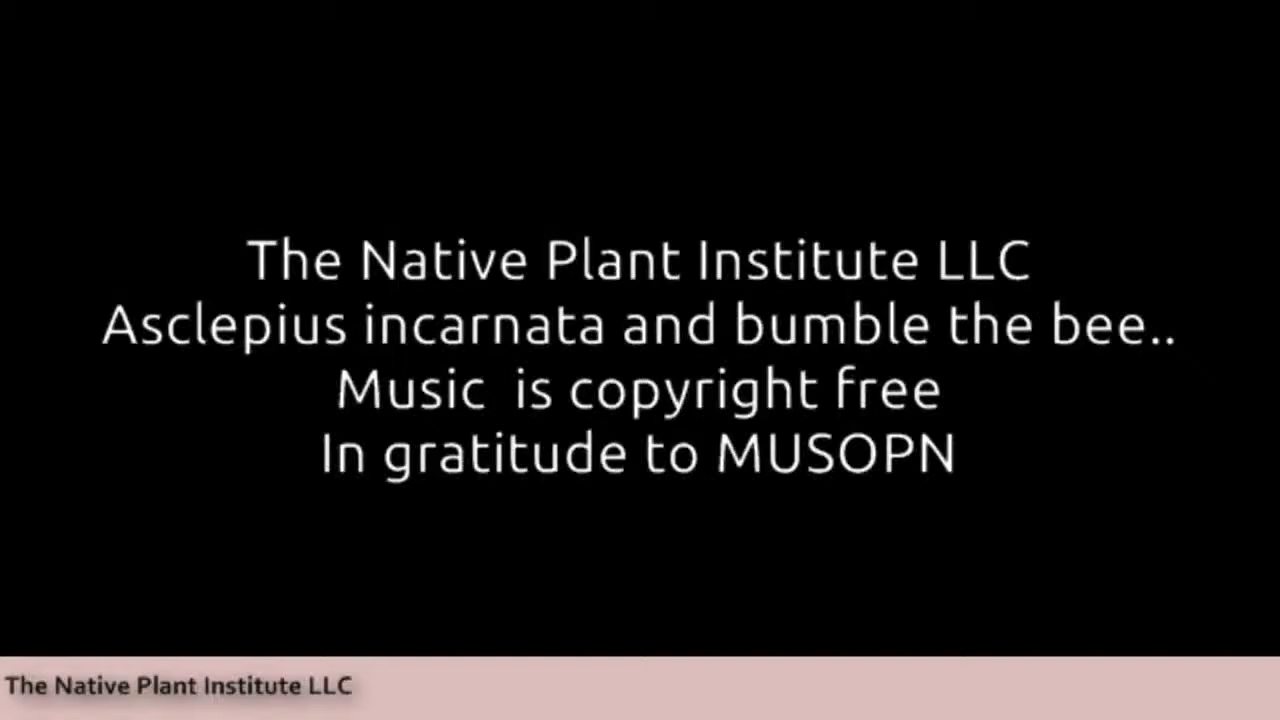 The Native Plant Institute LLC
Asclepius incarnata and bumble the bee..
Music  is copyright free
In gratitude to MUSOPN
The Native Plant Institute LLC